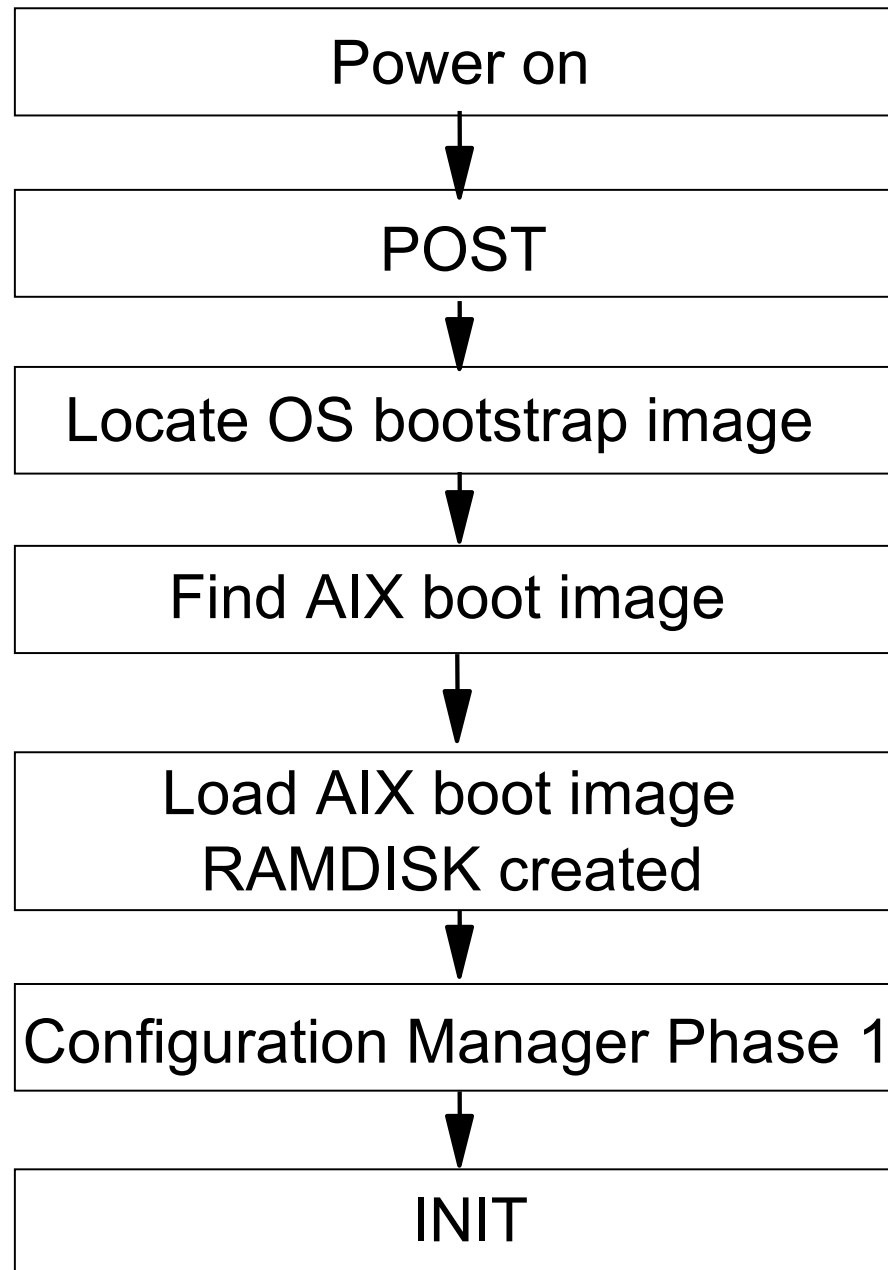 Power on
POST
Locate OS bootstrap image
Find AIX boot image
Load AIX boot image
RAMDISK created
Configuration Manager Phase 1
INIT